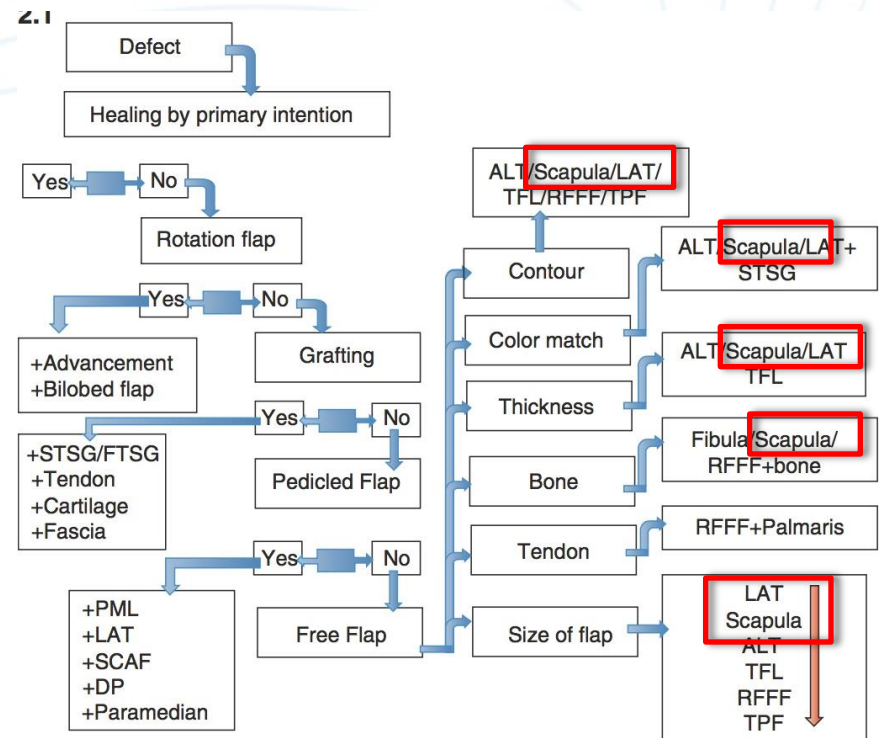 2.1
Defect
Healing by primary intention
Yes
No
Rotation flap
Yes
No
+Advancement
+Bilobed flap
Grafting
Yes
No
+STSG/FTSG
+Tendon
+Cartilage
+Fascia
Pedicled Flap
Yes
No
+PML
+LAT
+SCAF
+DP
+Paramedian
Free Flap
Contour
ALT/Scapula/LAT/
TFL/RFFF/TPF
Color match
ALT/Scapula/LAT+
STSG
Thickness
ALT/Scapula/LAT
TFL
Bone
Fibula/Scapula/
RFFF+bone
Tendon
RFFF+Palmaris
Size of flap
LAT
Scapula
ALT
TFL
RFFF
TPF